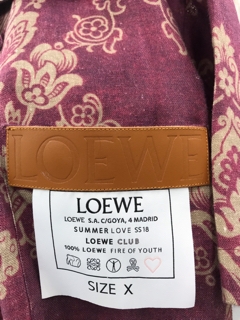 LOEWE
LOEWE
LOEWE S.A. C/GOYA, 4 MADRID
SUMMER LOVE SS18
LOEWE CLUB
100% LOEWE FIRE OF YOUTH
SIZE X